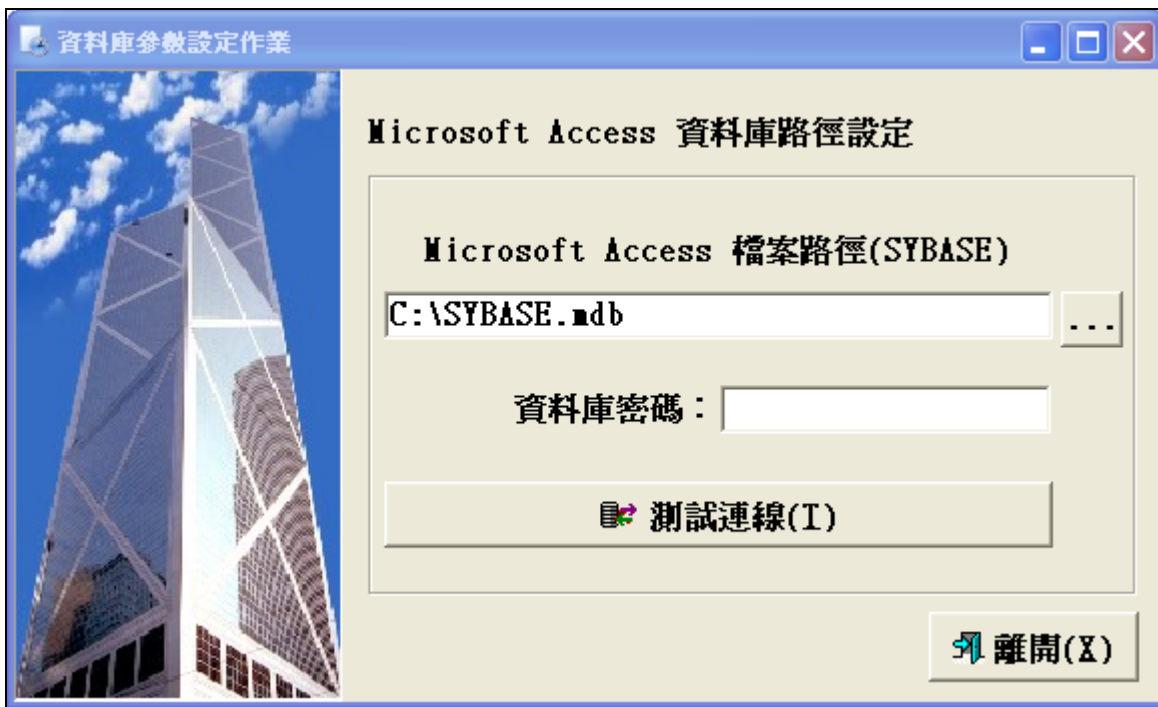 資料庫參數設定作業
Microsoft Access 資料庫路徑設定
Microsoft Access 檔案路徑(SYBASE)
C:\SYBASE.mdb
...
資料庫密碼：
測試連線(T)
離開(X)